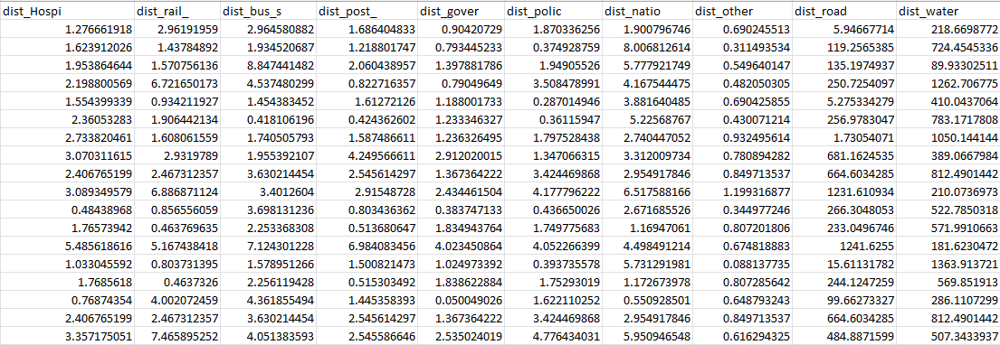 dist_Hospi dist_rail_ dist_bus_s dist_post_ dist_gover dist_polic dist_natio dist_other dist_road dist_water
1.276661918 2.96191959 2.964580882 1.686404833 0.90420729 1.870336256 1.900796746 0.690245513 5.94667714 218.6698772
1.623912026 1.43784892 1.934520687 1.218801747 0.793445233 0.374928759 8.006812614 0.311493534 119.2565385 724.4545336
1.953864644 1.570756136 8.847441482 2.060438957 1.397881786 1.94905526 5.777921749 0.549640147 135.1974937 89.93302511
2.198800569 6.721650173 4.537480299 0.822716357 0.79049649 3.508478991 4.167544475 0.482050305 250.7254097 1262.706775
1.554399339 0.934211927 1.454383452 1.61272126 1.188001733 0.287014946 3.881640485 0.690425855 5.275334279 410.0437064
2.36053283 1.906442134 0.418106196 0.424362602 1.233346327 0.36115947 5.22568767 0.430071214 256.9783047 783.1717808
2.733820461 1.608061559 1.740505793 1.587486611 1.236326495 1.797528438 2.740447052 0.932495614 1.73054071 1050.144144
3.070311615 2.9319789 1.955392107 4.249566611 2.912020015 1.347066315 3.312009734 0.780894282 681.1624535 389.0667984
2.406765199 2.467312357 3.630214454 2.545614297 1.367364222 3.424469868 2.954847946 0.849713537 664.6034285 812.4901442
3.089349579 6.886871124 3.4012604 2.91548728 2.434461504 4.177796222 6.517588166 1.199316877 1231.610934 210.0736973
0.48438968 0.856556059 3.698131236 0.803436362 0.383747133 0.436650026 2.671685526 0.344977246 266.3048053 522.7850318
1.76573942 0.463769635 2.253368308 0.513680647 1.834943764 1.749775683 1.16947061 0.807201806 233.0496746 571.9910663
5.485618616 5.167438418 7.124301228 6.984083456 4.023450864 4.052266399 4.498491214 0.674818883 1241.6255 181.6230472
1.033045592 0.803731395 1.578951266 1.500821473 1.024973392 0.393735578 5.731291981 0.088137735 15.61131782 1363.913721
1.7685618 0.4637326 2.256119428 0.515303492 1.838622884 1.75293019 1.172673978 0.807285642 244.1247259 569.851913
0.76874354 4.002072459 4.361855494 1.445358393 0.050049026 1.622110252 0.550928501 0.648793243 99.66273327 286.1107299
2.406765199 2.467312357 3.630214454 2.545614297 1.367364222 3.424469868 2.954847946 0.849713537 664.6034285 812.4901442
3.357175051 7.465895252 4.051383593 2.545586646 2.535024019 4.776434031 5.950946548 0.616294325 484.8871599 507.3433937